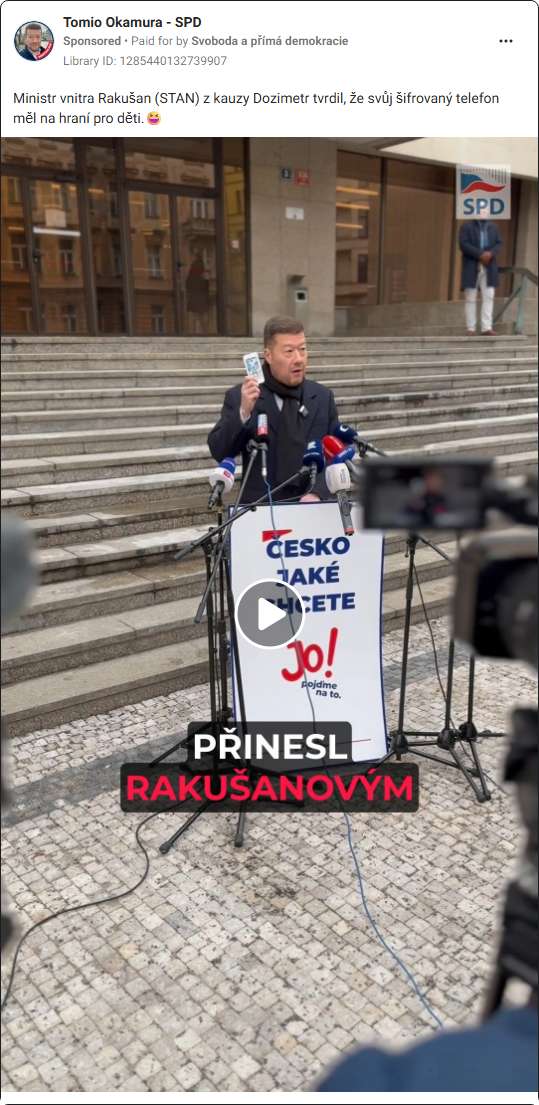 Tomio Okamura - SPD
Sponsored • Paid for by Svoboda a přímá demokracie
Library ID: 1285440132739907
Ministr vnitra Rakušan (STAN) z kauzy Dozimetr tvrdil, že svůj šifrovaný telefon
měl na hraní pro děti. 😆
SPD
ČESKO
JAKÉ
CHCETE
Jo!
pojďme
na to.
PŘINESL
RAKUŠANOVÝM